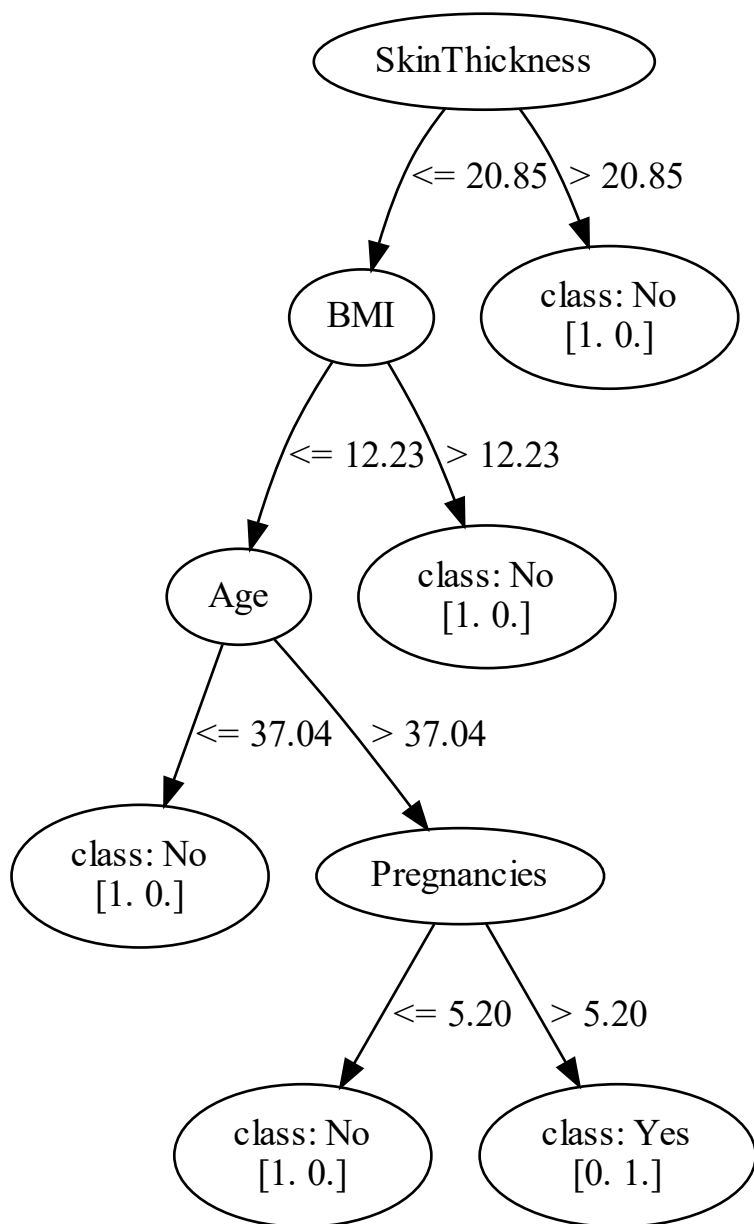 SkinThickness
<= 20.85
> 20.85
BMI
class: No
[1. 0.]
<= 12.23
> 12.23
Age
class: No
[1. 0.]
<= 37.04
> 37.04
class: No
[1. 0.]
Pregnancies
<= 5.20
> 5.20
class: No
[1. 0.]
class: Yes
[0. 1.]